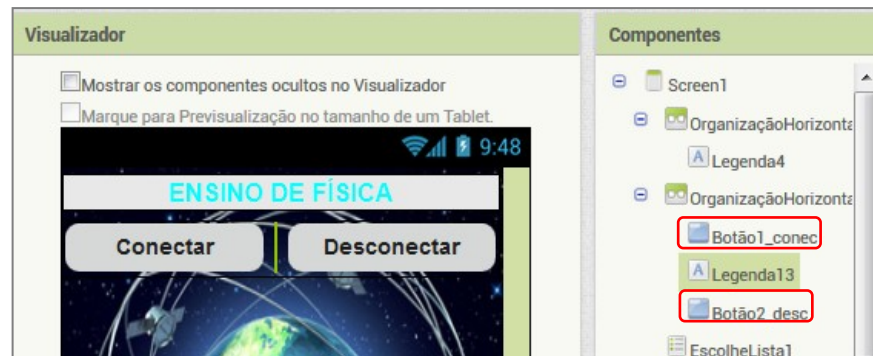 Visualizador
Mostrar os componentes ocultos no Visualizador
Marque para Previsualização no tamanho de um Tablet.
9:48
ENSINO DE FÍSICA
Conectar
Desconectar
Componentes
Screen1
OrganizaçãoHorizonta
Legenda4
OrganizaçãoHorizonta
Botão1_conec
Legenda13
Botão2_desc
EscolheLista1